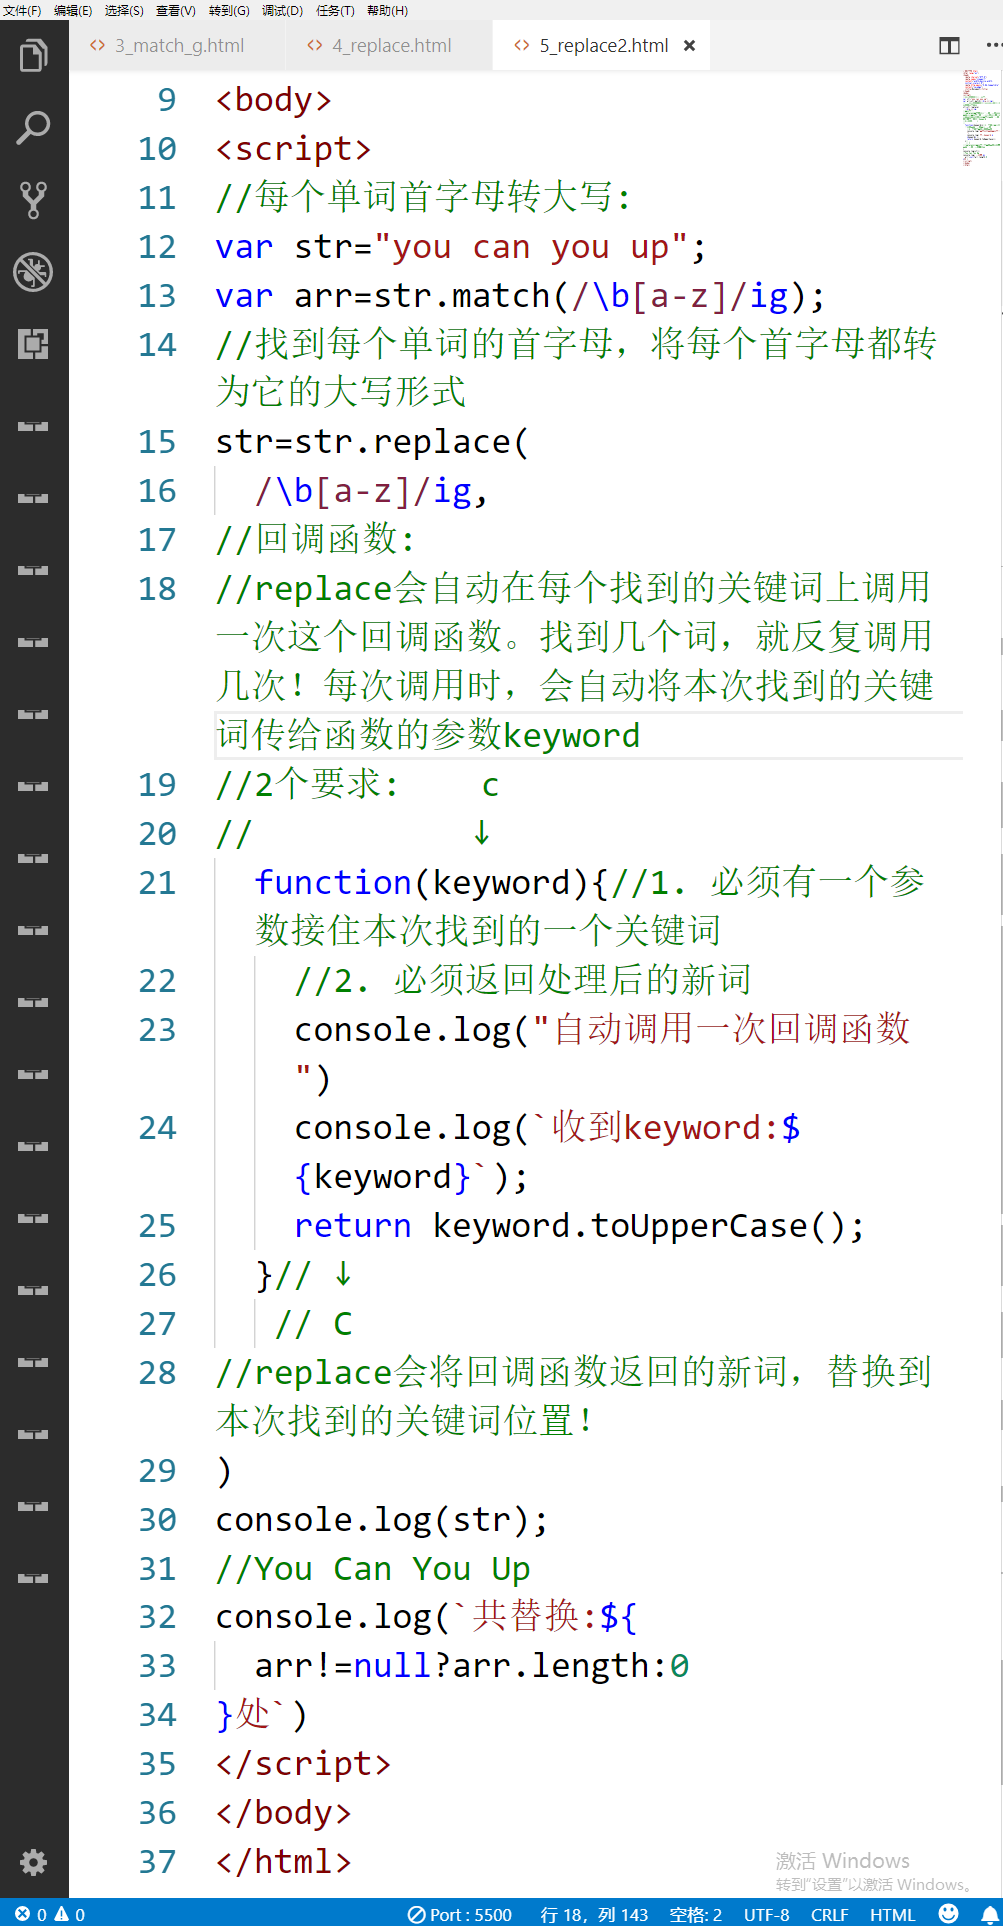 文件(F) 编辑(E) 选择(S) 查看(V) 转到(G) 调试(D) 任务(T) 帮助(H)
<> 3_match_g.html <> 4_replace.html <> 5_replace2.html ×
9 <body>
10 <script>
11 //每个单词首字母转大写:
12 var str="you can you up";
13 var arr=str.match(/\b[a-z]/ig);
14 //找到每个单词的首字母，将每个首字母都转
为它的大写形式
15 str=str.replace(
16 /\b[a-z]/ig,
17 //回调函数:
18 //replace会自动在每个找到的关键词上调用
一次这个回调函数。找到几个词，就反复调用
几次！每次调用时，会自动将本次找到的关键
词传给函数的参数keyword
19 //2个要求: c
20 // ↓
21 function(keyword){//1. 必须有一个参
数接住本次找到的一个关键词
22 //2. 必须返回处理后的新词
23 console.log("自动调用一次回调函数
")
24 console.log(`收到keyword:$
{keyword}`);
25 return keyword.toUpperCase();
26 }// ↓
27 // C
28 //replace会将回调函数返回的新词，替换到
本次找到的关键词位置！
29 )
30 console.log(str);
31 //You Can You Up
32 console.log(`共替换:${
33 arr!=null?arr.length:0
34 }处`)
35 </script>
36 </body>
37 </html>
激活 Windows
转到"设置"以激活 Windows。
0 0 Port : 5500 行 18，列 143 空格: 2 UTF-8 CRLF HTML